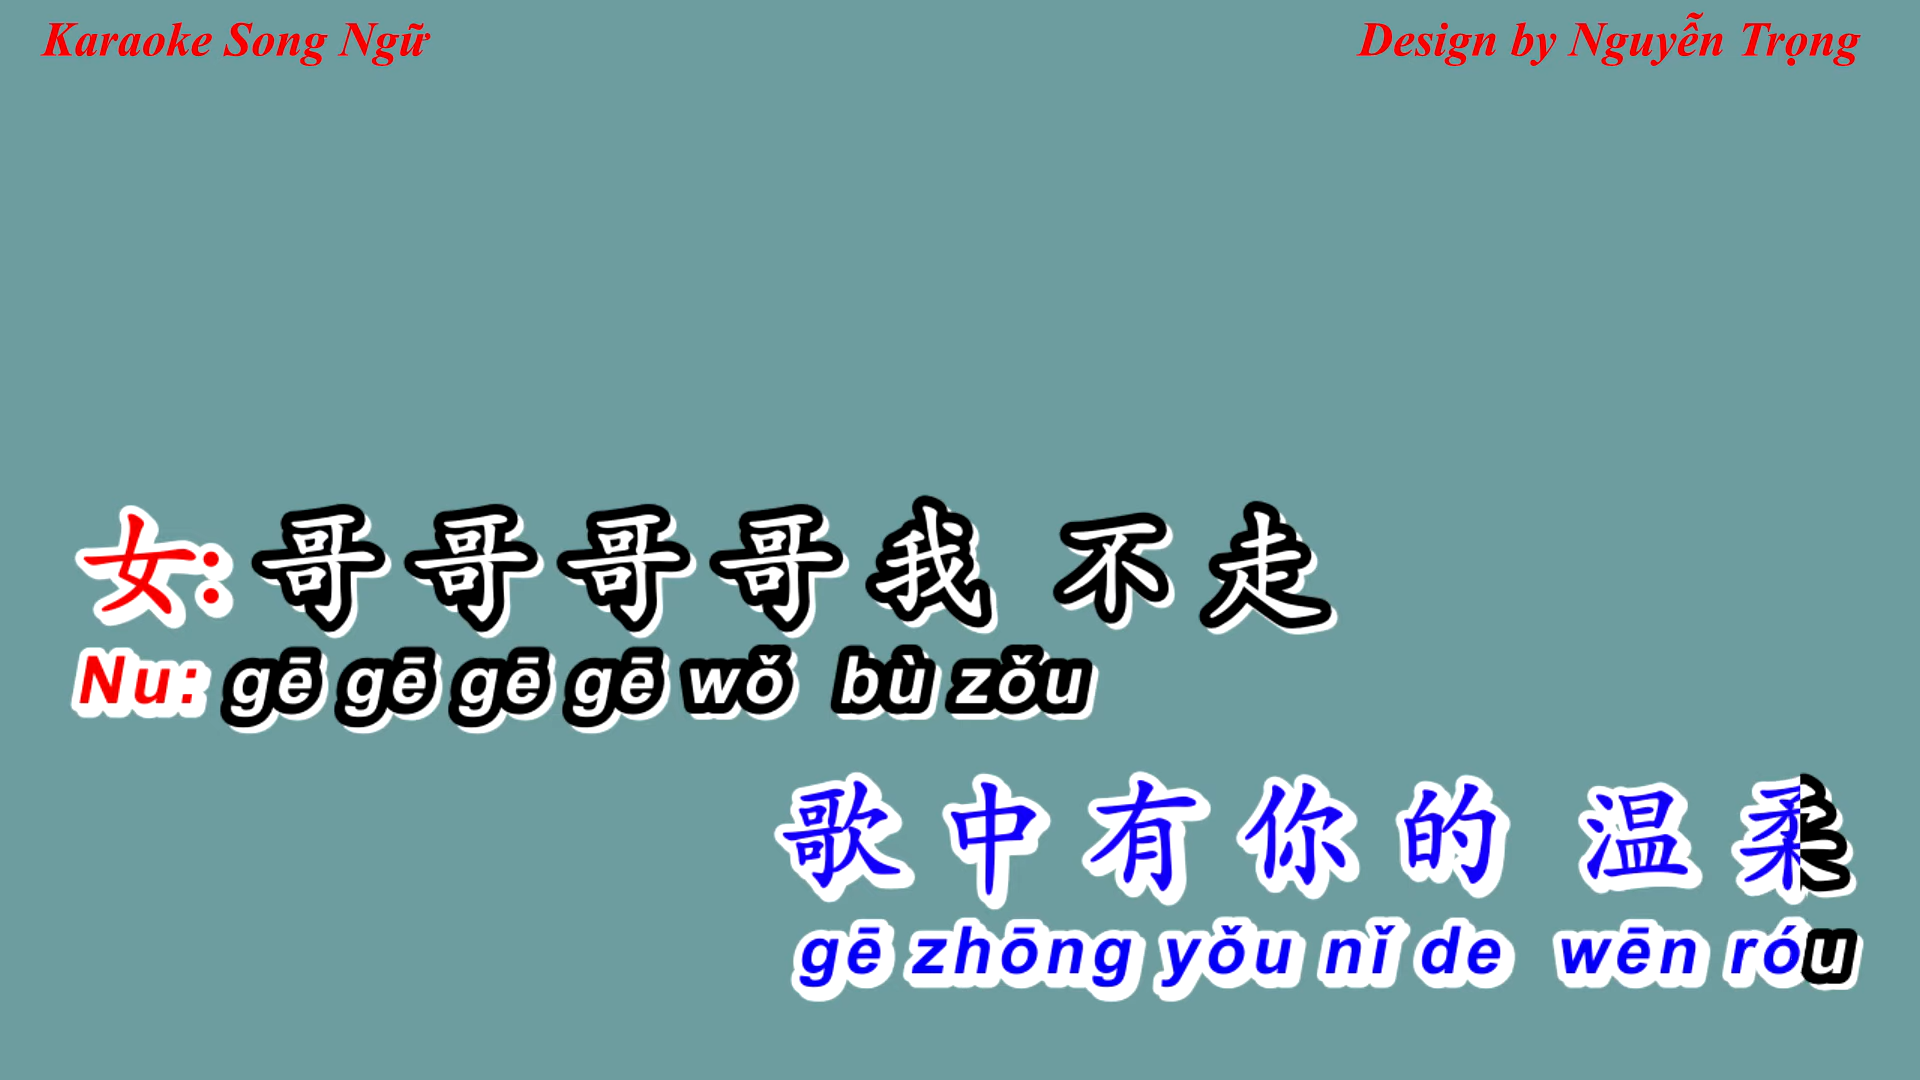 Karaoke Song Ngữ
Design by Nguyễn Trọng
女: 哥哥哥哥我 不走
Nu: gē gē gē gē wǒ bù zǒu
歌中有你的 温柔
gē zhōng yǒu nǐ de wēn róu